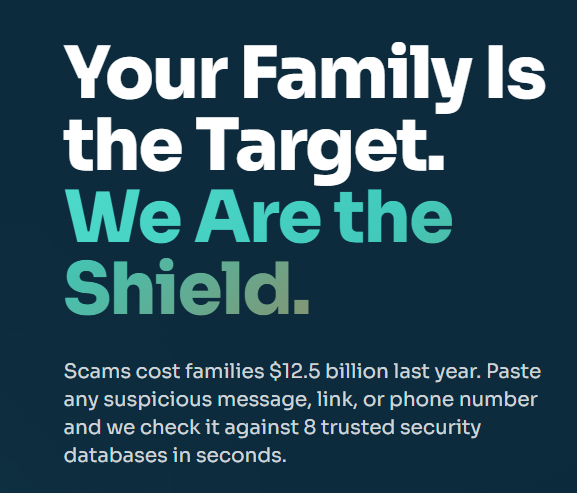 Your Family Is
the Target.
We Are the
Shield.
Scams cost families $12.5 billion last year. Paste
any suspicious message, link, or phone number
and we check it against 8 trusted security
databases in seconds.